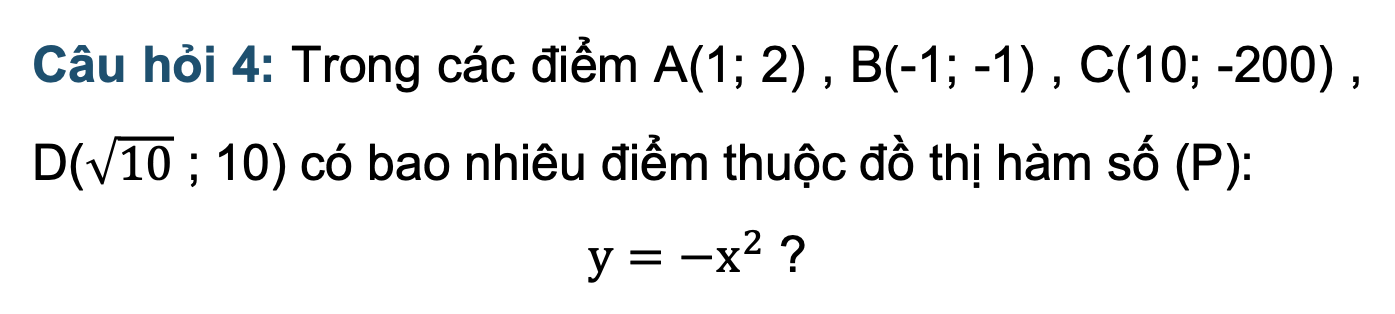 Câu hỏi 4: Trong các điểm A(1; 2) , B(-1; -1) , C(10; -200) ,
D(√10 ; 10) có bao nhiêu điểm thuộc đồ thị hàm số (P):
y = −x² ?